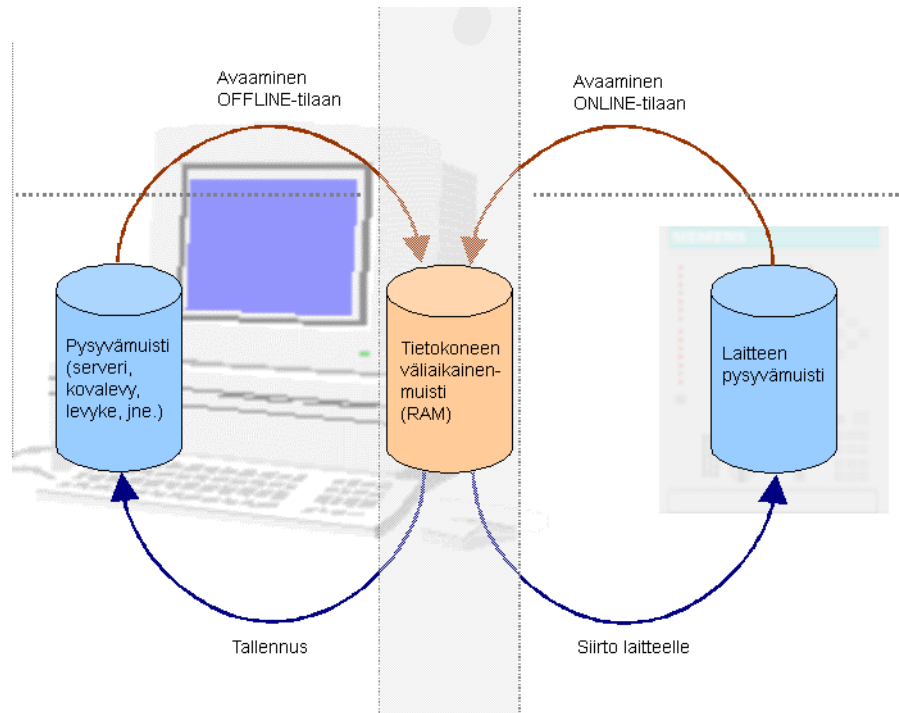 Avaaminen
OFFLINE-tilaan
Avaaminen
ONLINE-tilaan
SIEMENS
Pysyvämuisti
(serveri,
kovalevy,
levyke, jne.)
Tietokoneen
väliaikainen-
muisti
(RAM)
Laitteen
pysyvämuisti
Tallennus
Siirto laitteelle